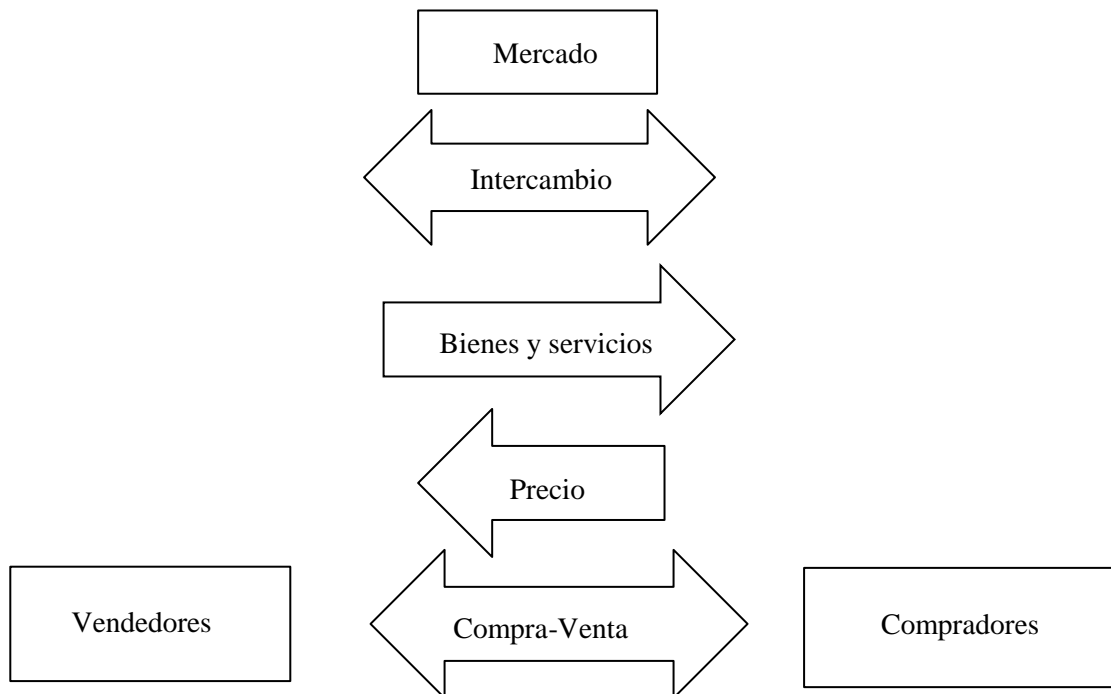 Mercado
Intercambio
Bienes y servicios
Precio
Vendedores
Compra-Venta
Compradores